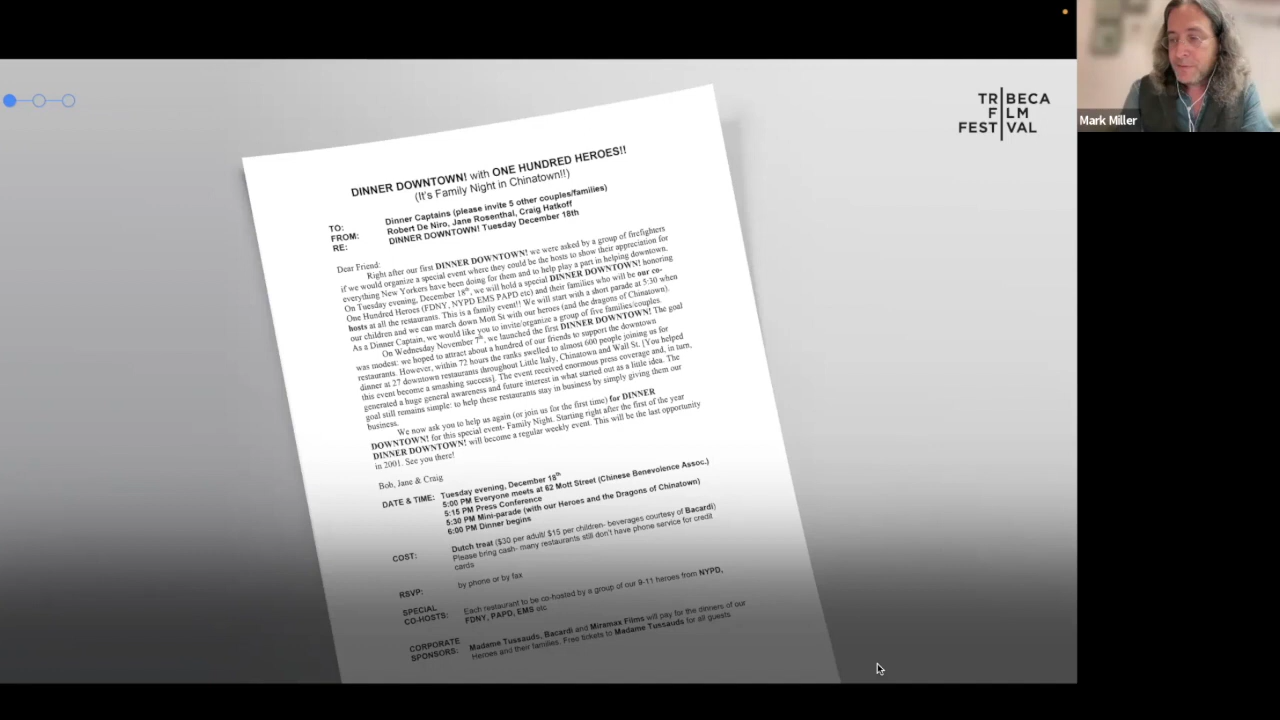 TRIBECA
FILM
FESTIVAL
Mark Miller
DINNER DOWNTOWN! with ONE HUNDRED HEROES!!
(It's Family Night in Chinatown!!)
TO: Dinner Captains (please invite 5 other couples/families)
FROM: Robert De Niro, Jane Rosenthal, Craig Hatkoff
RE: DINNER DOWNTOWN! Tuesday December 18th
Dear Friend:
Right after our first DINNER DOWNTOWN! we were asked by a group of firefighters
if we would organize a special event where they could be the hosts to show their appreciation for
everything New Yorkers have been doing for them and to help play a part in helping downtown.
On Tuesday evening, December 18th, we will hold a special DINNER DOWNTOWN! honoring
One Hundred Heroes (FDNY, NYPD EMS PAPD etc) and their families who will be our co-
hosts at all the restaurants. This is a family event!! We will start with a short parade at 5:30 when
our children and we can march down Mott St with our heroes (and the dragons of Chinatown).
As a Dinner Captain, we would like you to invite/organize a group of five families/couples.
On Wednesday November 7th, we launched the first DINNER DOWNTOWN! The goal
was modest: we hoped to attract about a hundred of our friends to support the downtown
restaurants. However, within 72 hours the ranks swelled to almost 600 people joining us for
dinner at 27 downtown restaurants throughout Little Italy, Chinatown and Wall St. [You helped
this event become a smashing success]. The event received enormous press coverage and, in turn,
generated a huge general awareness and future interest in what started out as a little idea. The
goal still remains simple: to help these restaurants stay in business by simply giving them our
business.
We now ask you to help us again (or join us for the first time) for DINNER
DOWNTOWN! for this special event- Family Night. Starting right after the first of the year
DINNER DOWNTOWN! will become a regular weekly event. This will be the last opportunity
in 2001. See you there!
Bob, Jane & Craig
DATE & TIME: Tuesday evening, December 18th
5:00 PM Everyone meets at 62 Mott Street (Chinese Benevolence Assoc.)
5:15 PM Press Conference
5:30 PM Mini-parade (with our Heroes and the Dragons of Chinatown)
6:00 PM Dinner begins
COST: Dutch treat ($30 per adult/ $15 per children- beverages courtesy of Bacardi)
Please bring cash- many restaurants still don't have phone service for credit
cards
RSVP: by phone or by fax
SPECIAL
CO-HOSTS: Each restaurant to be co-hosted by a group of our 9-11 heroes from NYPD,
FDNY, PAPD, EMS etc
CORPORATE
SPONSORS: Madame Tussauds, Bacardi and Miramax Films will pay for the dinners of our
Heroes and their families. Free tickets to Madame Tussauds for all guests